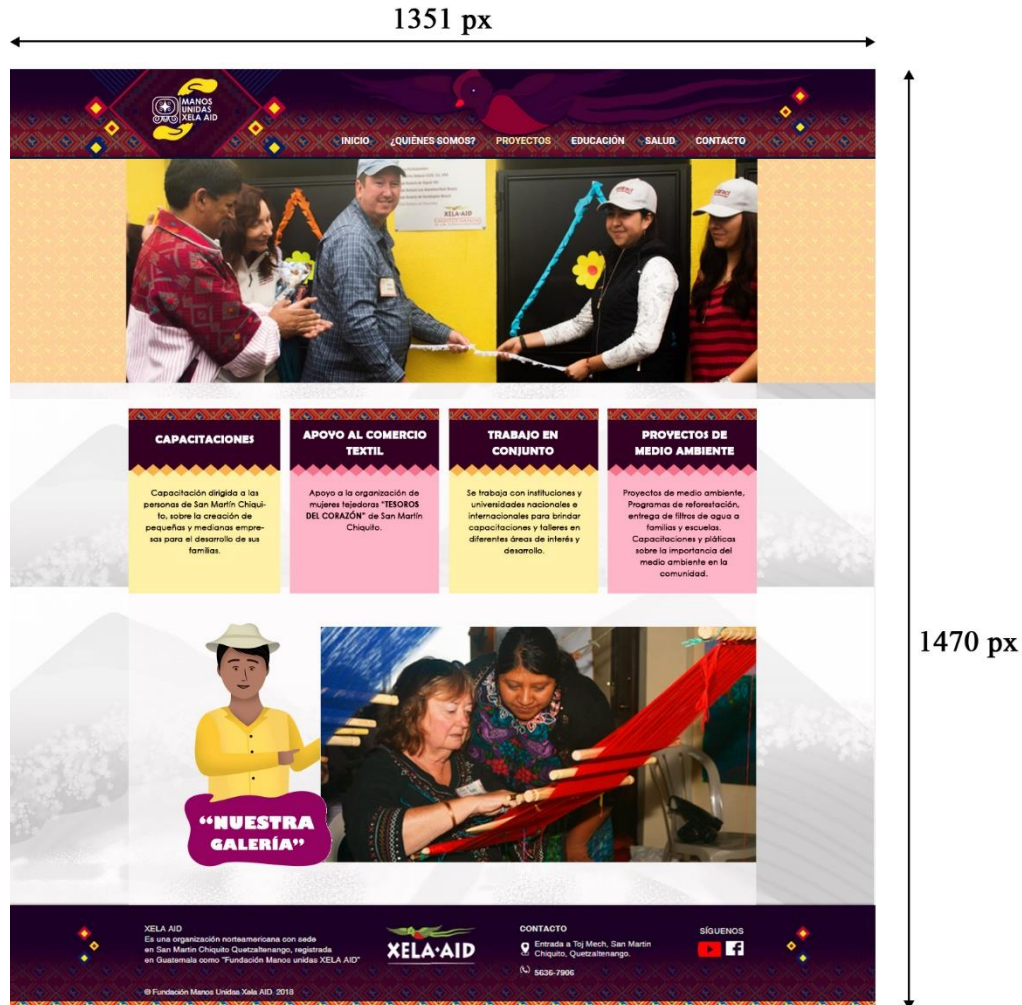 1351 px
MANOS
UNIDAS
XELA AID
INICIO ¿QUIÉNES SOMOS? PROYECTOS EDUCACIÓN SALUD CONTACTO
XELA•AID
CAPACITACIONES
Capacitación dirigida a las
personas de San Martín Chiqui-
to, sobre la creación de
pequeñas y medianas empre-
sas para el desarrollo de sus
familias.
APOYO AL COMERCIO
TEXTIL
Apoyo a la organización de
mujeres tejedoras "TESOROS
DEL CORAZÓN" de San Martín
Chiquito.
TRABAJO EN
CONJUNTO
Se trabaja con instituciones y
universidades nacionales e
internacionales para brindar
capacitaciones y talleres en
diferentes áreas de interés y
desarrollo.
PROYECTOS DE
MEDIO AMBIENTE
Proyectos de medio ambiente,
Programas de reforestación,
entrega de filtros de agua a
familias y escuelas.
Capacitaciones y pláticas
sobre la importancia del
medio ambiente en la
comunidad.
1470 px
“NUESTRA
GALERÍA”
XELA AID
Es una organización norteamericana con sede
en San Martin Chiquito Quetzaltenango, registrada
en Guatemala como "Fundación Manos unidas XELA AID"
© Fundación Manos Unidas Xela AID. 2018
XELA•AID
CONTACTO
Entrada a Toj Mech, San Martin
Chiquito, Quetzaltenango.
5636-7906
SÍGUENOS